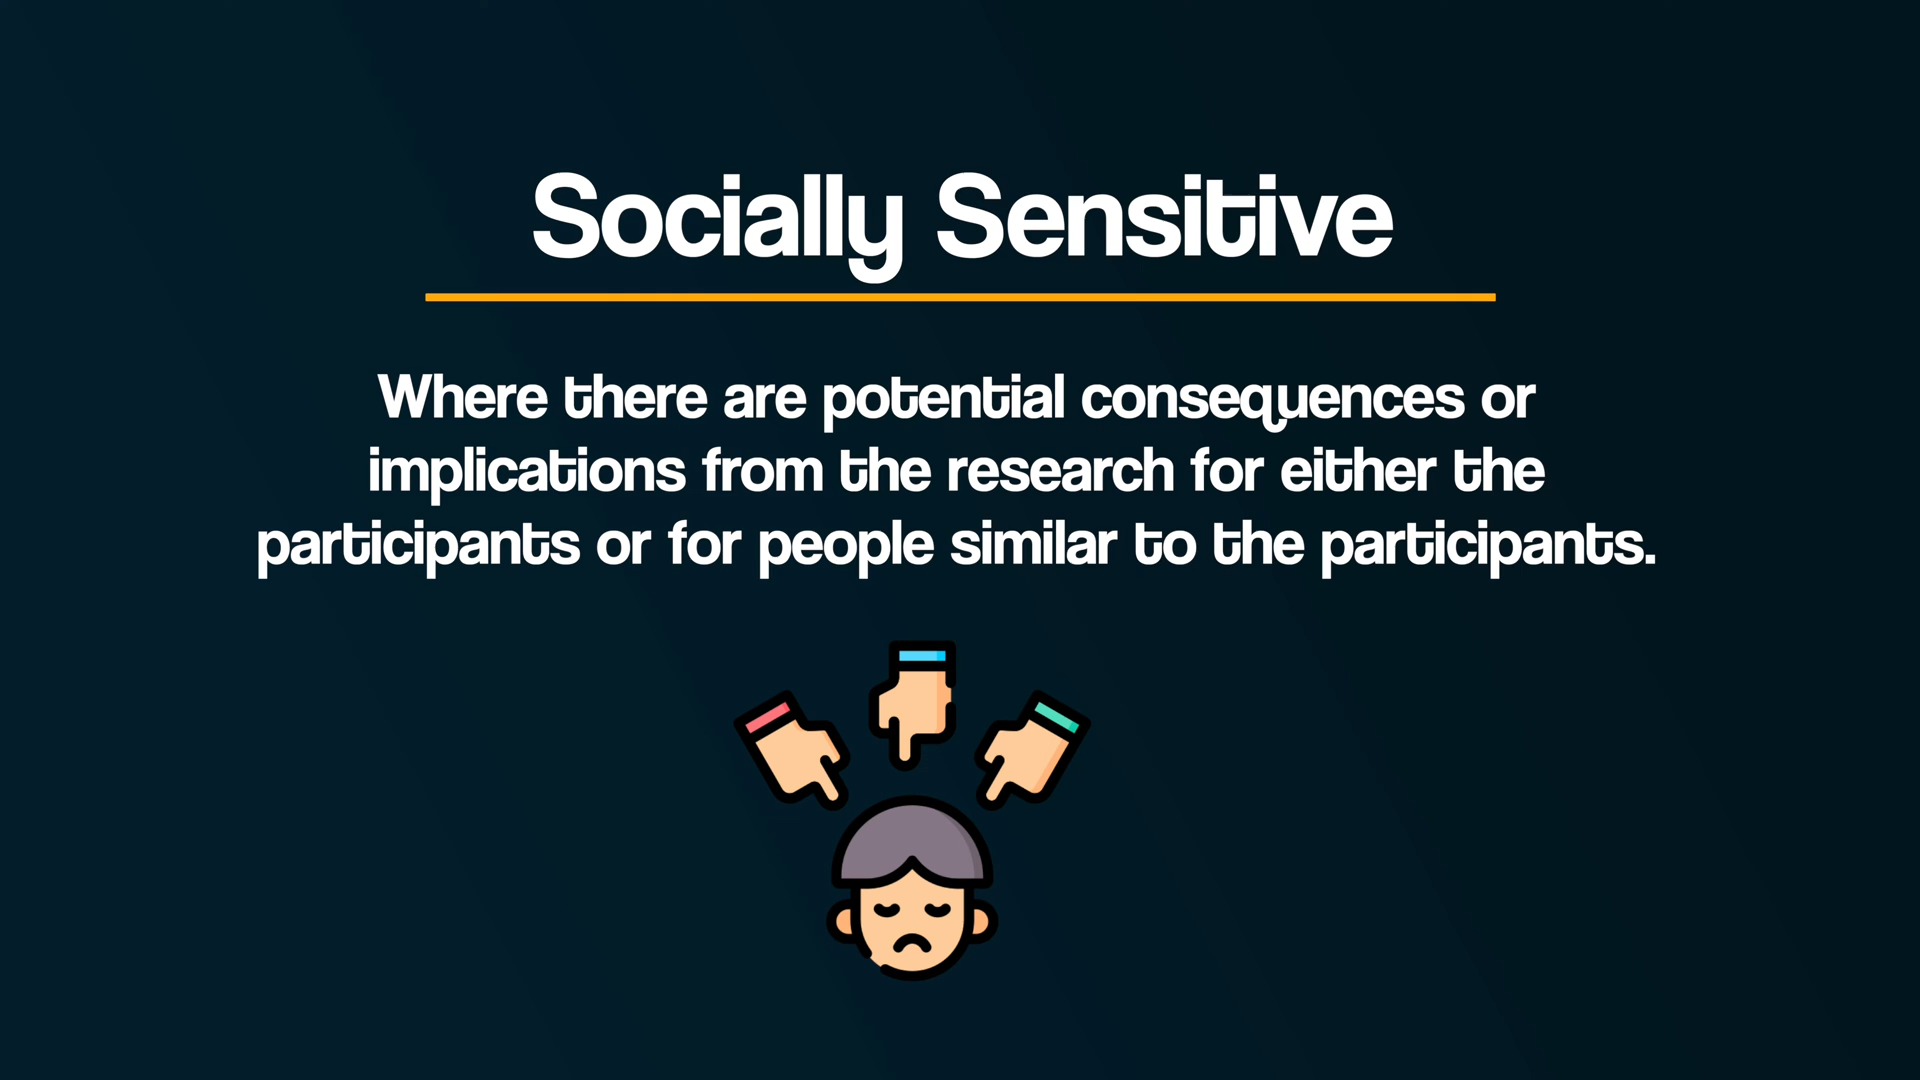 Socially Sensitive
Where there are potential consequences or
implications from the research for either the
participants or for people similar to the participants.